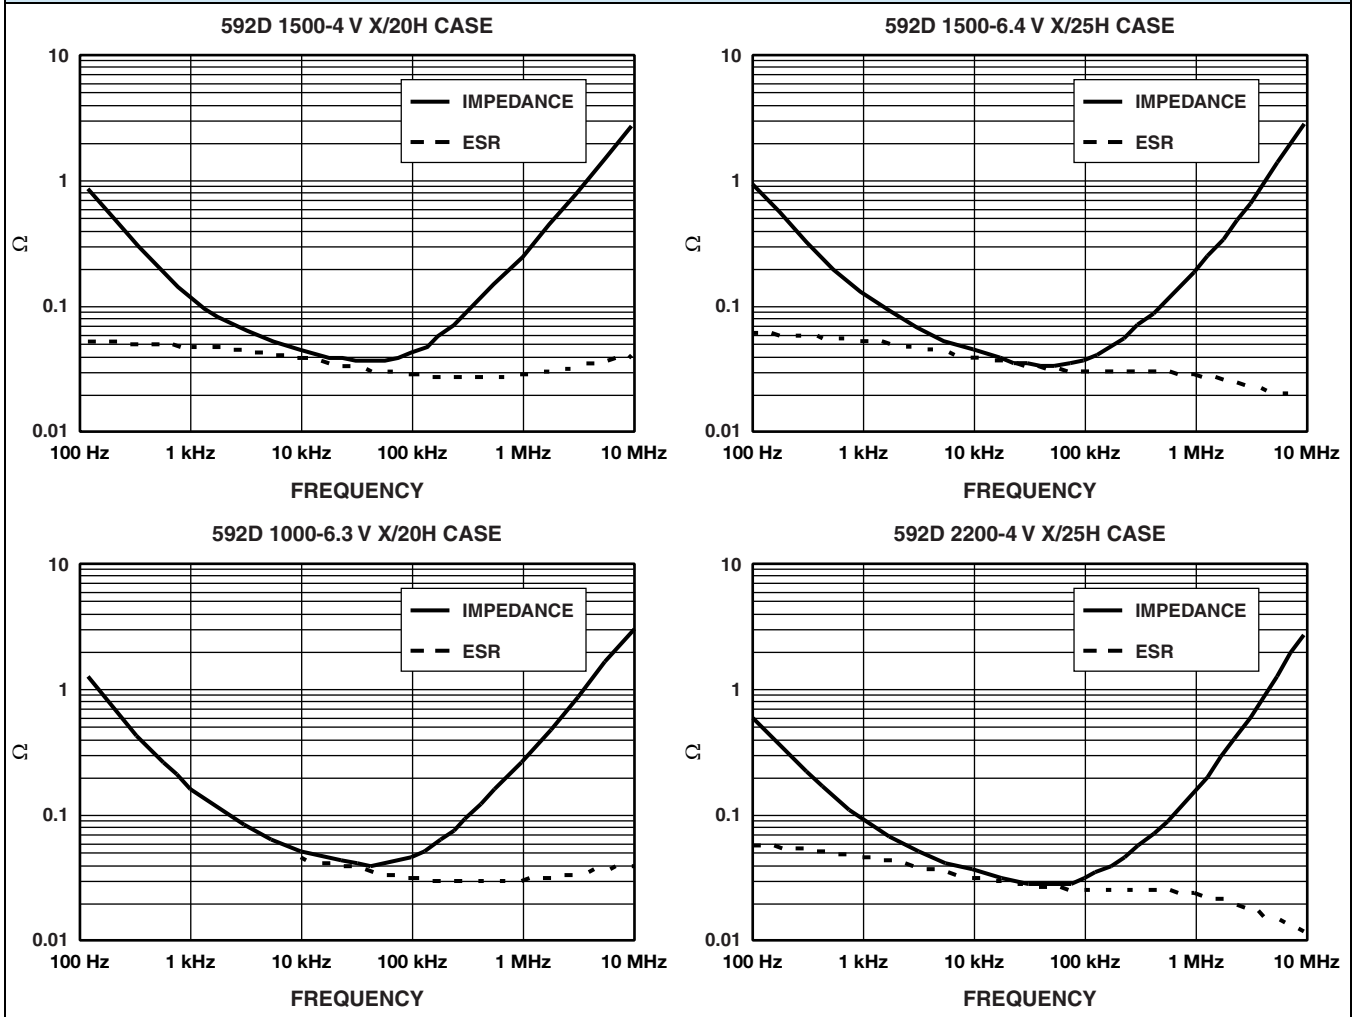 592D 1500-4 V X/20H CASE
10
1
0.1
0.01
Ω
IMPEDANCE
ESR
100 Hz 1 kHz 10 kHz 100 kHz 1 MHz 10 MHz
FREQUENCY
592D 1500-6.4 V X/25H CASE
10
1
0.1
0.01
Ω
IMPEDANCE
ESR
100 Hz 1 kHz 10 kHz 100 kHz 1 MHz 10 MHz
FREQUENCY
592D 1000-6.3 V X/20H CASE
10
1
0.1
0.01
Ω
IMPEDANCE
ESR
100 Hz 1 kHz 10 kHz 100 kHz 1 MHz 10 MHz
FREQUENCY
592D 2200-4 V X/25H CASE
10
1
0.1
0.01
Ω
IMPEDANCE
ESR
100 Hz 1 kHz 10 kHz 100 kHz 1 MHz 10 MHz
FREQUENCY